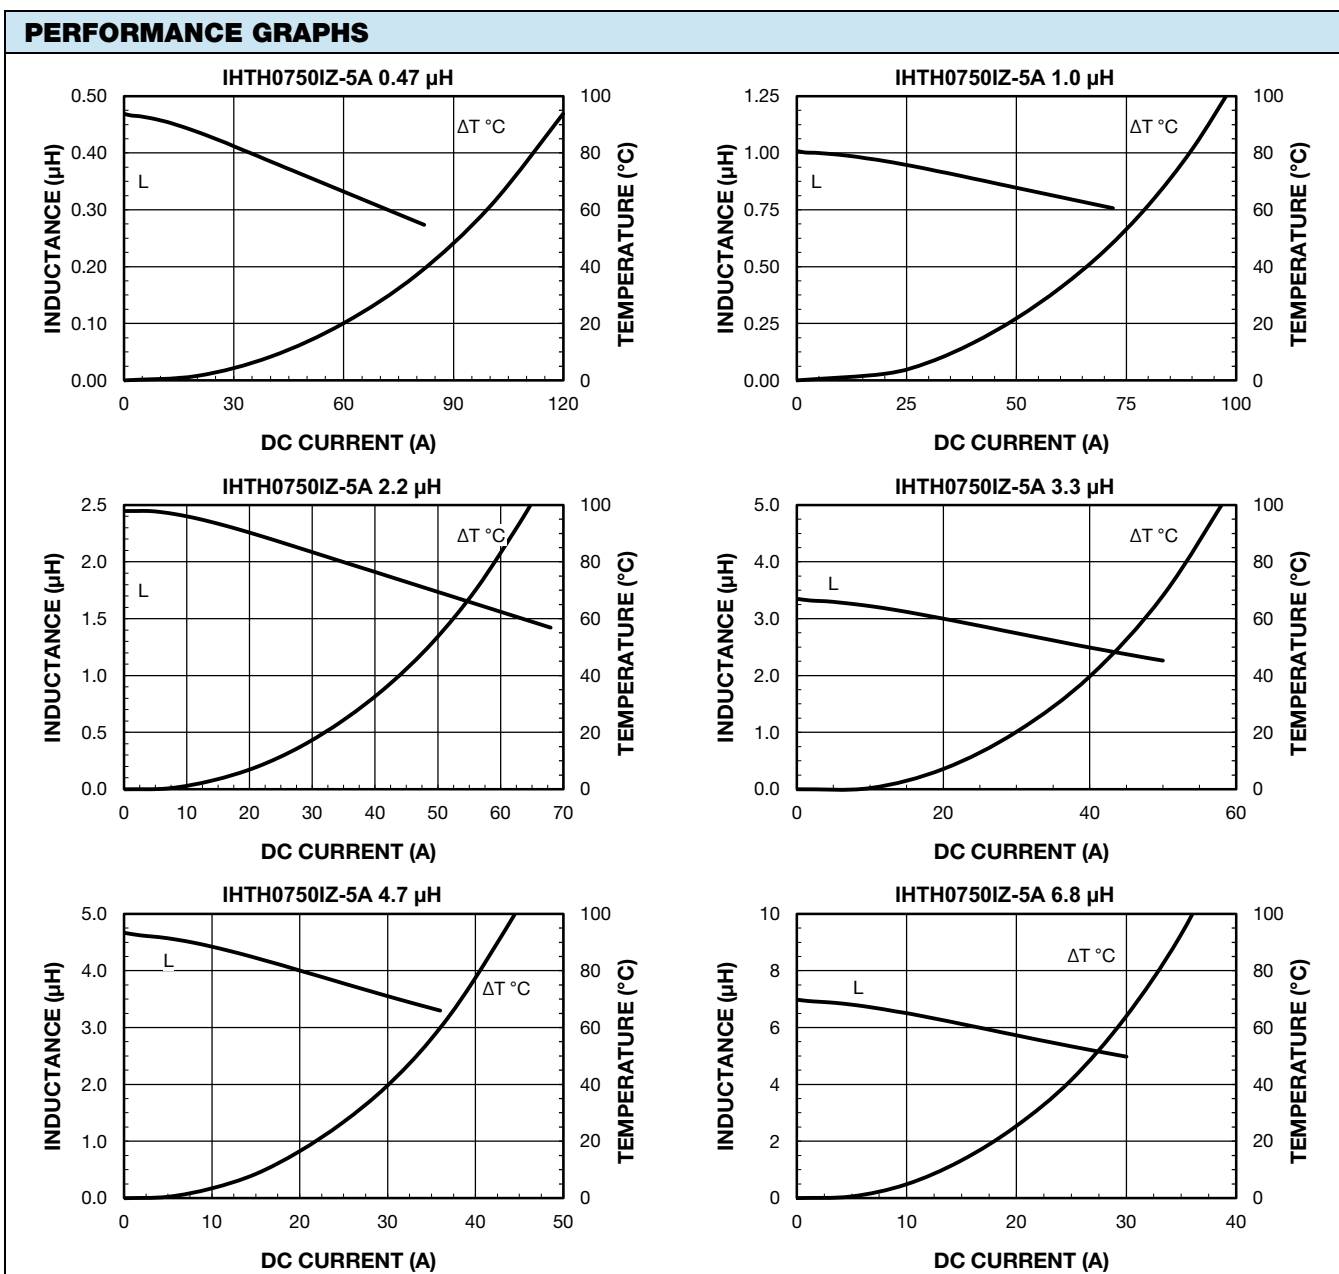 PERFORMANCE GRAPHS
IHTH0750IZ-5A 0.47 µH
0.50
0.40
0.30
0.20
0.10
0.00
INDUCTANCE (µH)
L
ΔT °C
100
80
60
40
20
0
TEMPERATURE (°C)
0 30 60 90 120
DC CURRENT (A)
IHTH0750IZ-5A 1.0 µH
1.25
1.00
0.75
0.50
0.25
0.00
INDUCTANCE (µH)
L
ΔT °C
100
80
60
40
20
0
TEMPERATURE (°C)
0 25 50 75 100
DC CURRENT (A)
IHTH0750IZ-5A 2.2 µH
2.5
2.0
1.5
1.0
0.5
0.0
INDUCTANCE (µH)
L
ΔT °C
100
80
60
40
20
0
TEMPERATURE (°C)
0 10 20 30 40 50 60 70
DC CURRENT (A)
IHTH0750IZ-5A 3.3 µH
5.0
4.0
3.0
2.0
1.0
0.0
INDUCTANCE (µH)
L
ΔT °C
100
80
60
40
20
0
TEMPERATURE (°C)
0 20 40 60
DC CURRENT (A)
IHTH0750IZ-5A 4.7 µH
5.0
4.0
3.0
2.0
1.0
0.0
INDUCTANCE (µH)
L
ΔT °C
100
80
60
40
20
0
TEMPERATURE (°C)
0 10 20 30 40 50
DC CURRENT (A)
IHTH0750IZ-5A 6.8 µH
10
8
6
4
2
0
INDUCTANCE (µH)
L
ΔT °C
100
80
60
40
20
0
TEMPERATURE (°C)
0 10 20 30 40
DC CURRENT (A)